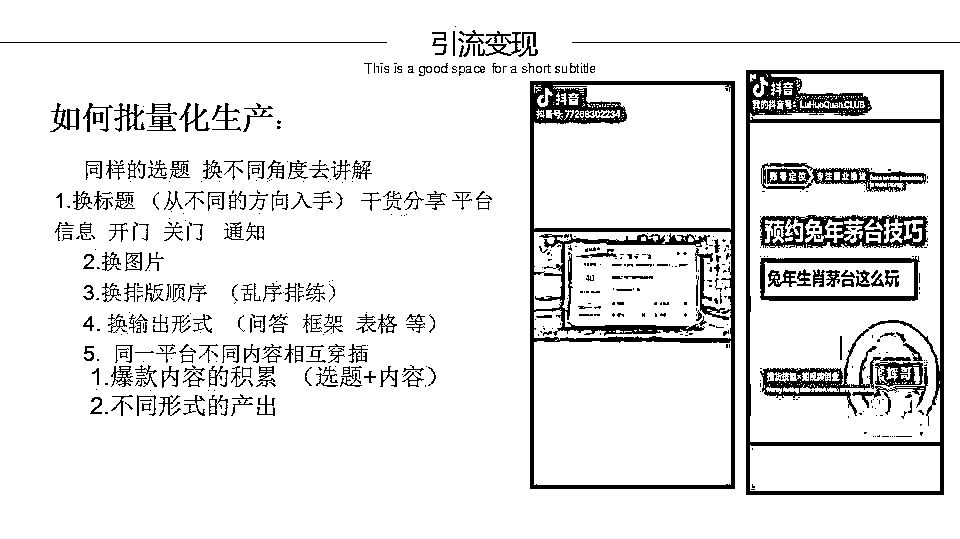 引流变现
This is a good space for a short subtitle
如何批量化生产：
同样的选题 换不同角度去讲解
1.换标题 （从不同的方向入手） 干货分享 平台
信息 开门 关门 通知
2.换图片
3.换排版顺序 （乱序排练）
4. 换输出形式 （问答 框架 表格 等）
5. 同一平台不同内容相互穿插
1.爆款内容的积累 （选题+内容）
2.不同形式的产出
抖音
抖音号: 77268302234
抖音
我的抖音号: LuHuoQuan.CLUB
预约兔年茅台技巧
兔年生肖茅台这么玩